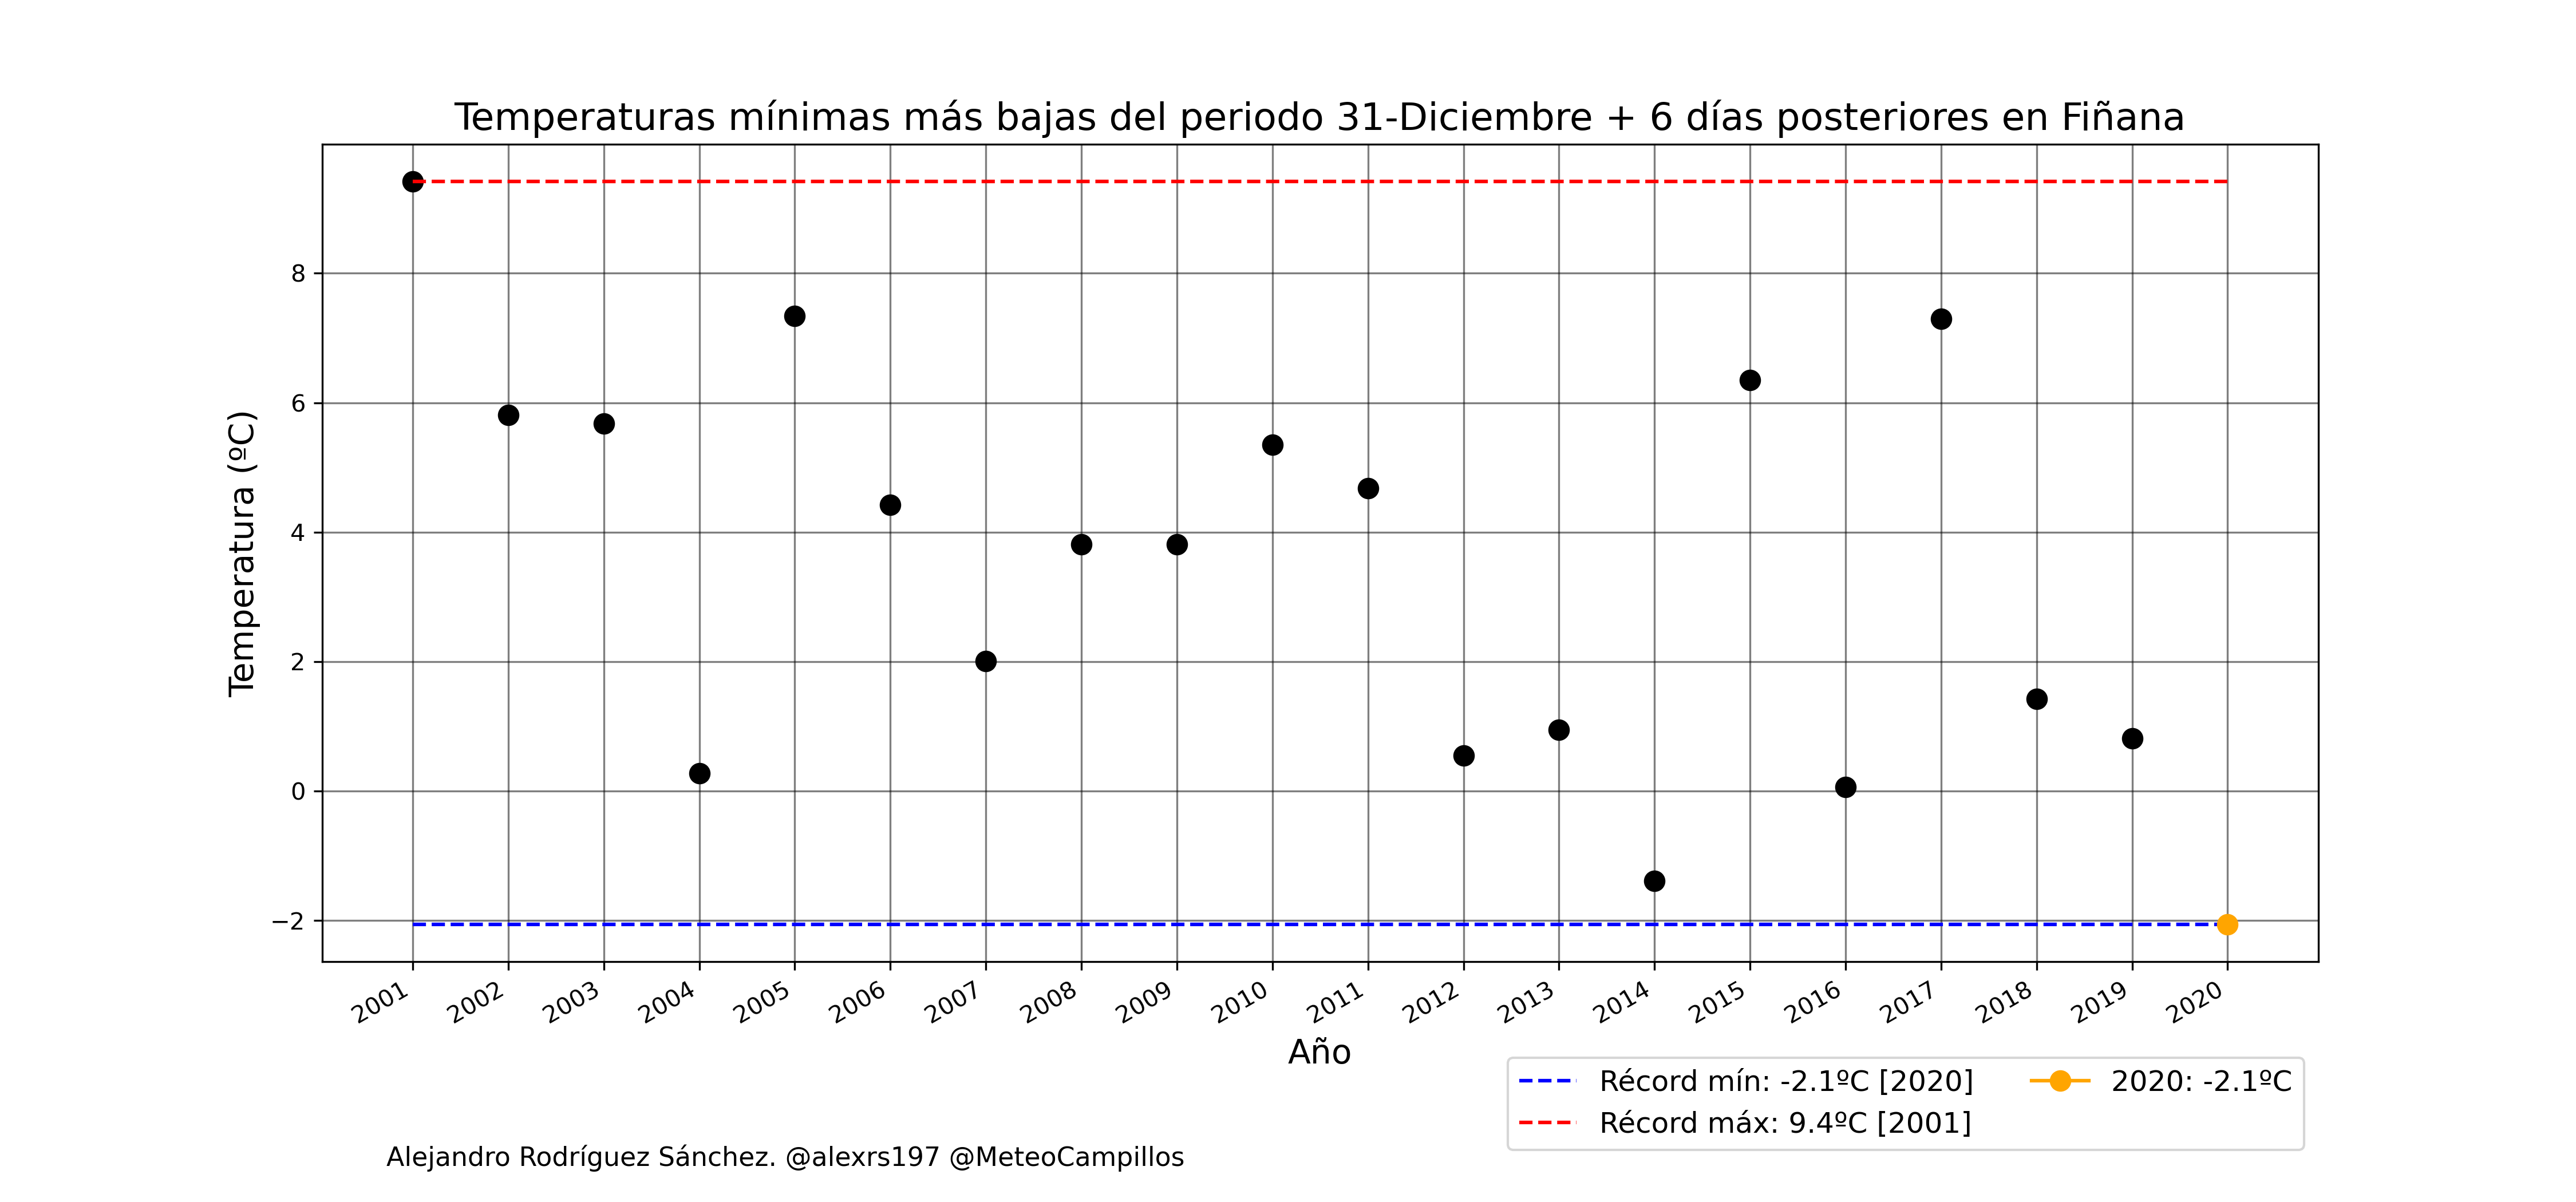 Temperaturas mínimas más bajas del periodo 31-Diciembre + 6 días posteriores en Fiñana
Temperatura (ºC)
8
6
4
2
0
−2
2001 2002 2003 2004 2005 2006 2007 2008 2009 2010 2011 2012 2013 2014 2015 2016 2017 2018 2019 2020
Año
Récord mín: -2.1ºC [2020]
Récord máx: 9.4ºC [2001]
2020: -2.1ºC
Alejandro Rodríguez Sánchez. @alexrs197 @MeteoCampillos